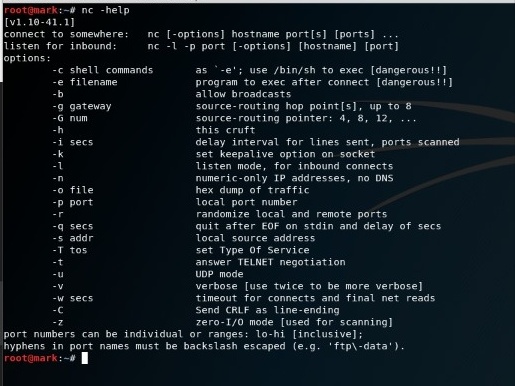 root@mark:~# nc -help
[v1.10-41.1]
connect to somewhere: nc [-options] hostname port[s] [ports] ...
listen for inbound: nc -l -p port [-options] [hostname] [port]
options:
-c shell commands as `-e'; use /bin/sh to exec [dangerous!!]
-e filename program to exec after connect [dangerous!!]
-b allow broadcasts
-g gateway source-routing hop point[s], up to 8
-G num source-routing pointer: 4, 8, 12, ...
-h this cruft
-i secs delay interval for lines sent, ports scanned
-k set keepalive option on socket
-l listen mode, for inbound connects
-n numeric-only IP addresses, no DNS
-o file hex dump of traffic
-p port local port number
-r randomize local and remote ports
-q secs quit after EOF on stdin and delay of secs
-s addr local source address
-T tos set Type Of Service
-t answer TELNET negotiation
-u UDP mode
-v verbose [use twice to be more verbose]
-w secs timeout for connects and final net reads
-C Send CRLF as line-ending
-z zero-I/O mode [used for scanning]
port numbers can be individual or ranges: lo-hi [inclusive];
hyphens in port names must be backslash escaped (e.g. 'ftp\-data').
root@mark:~#